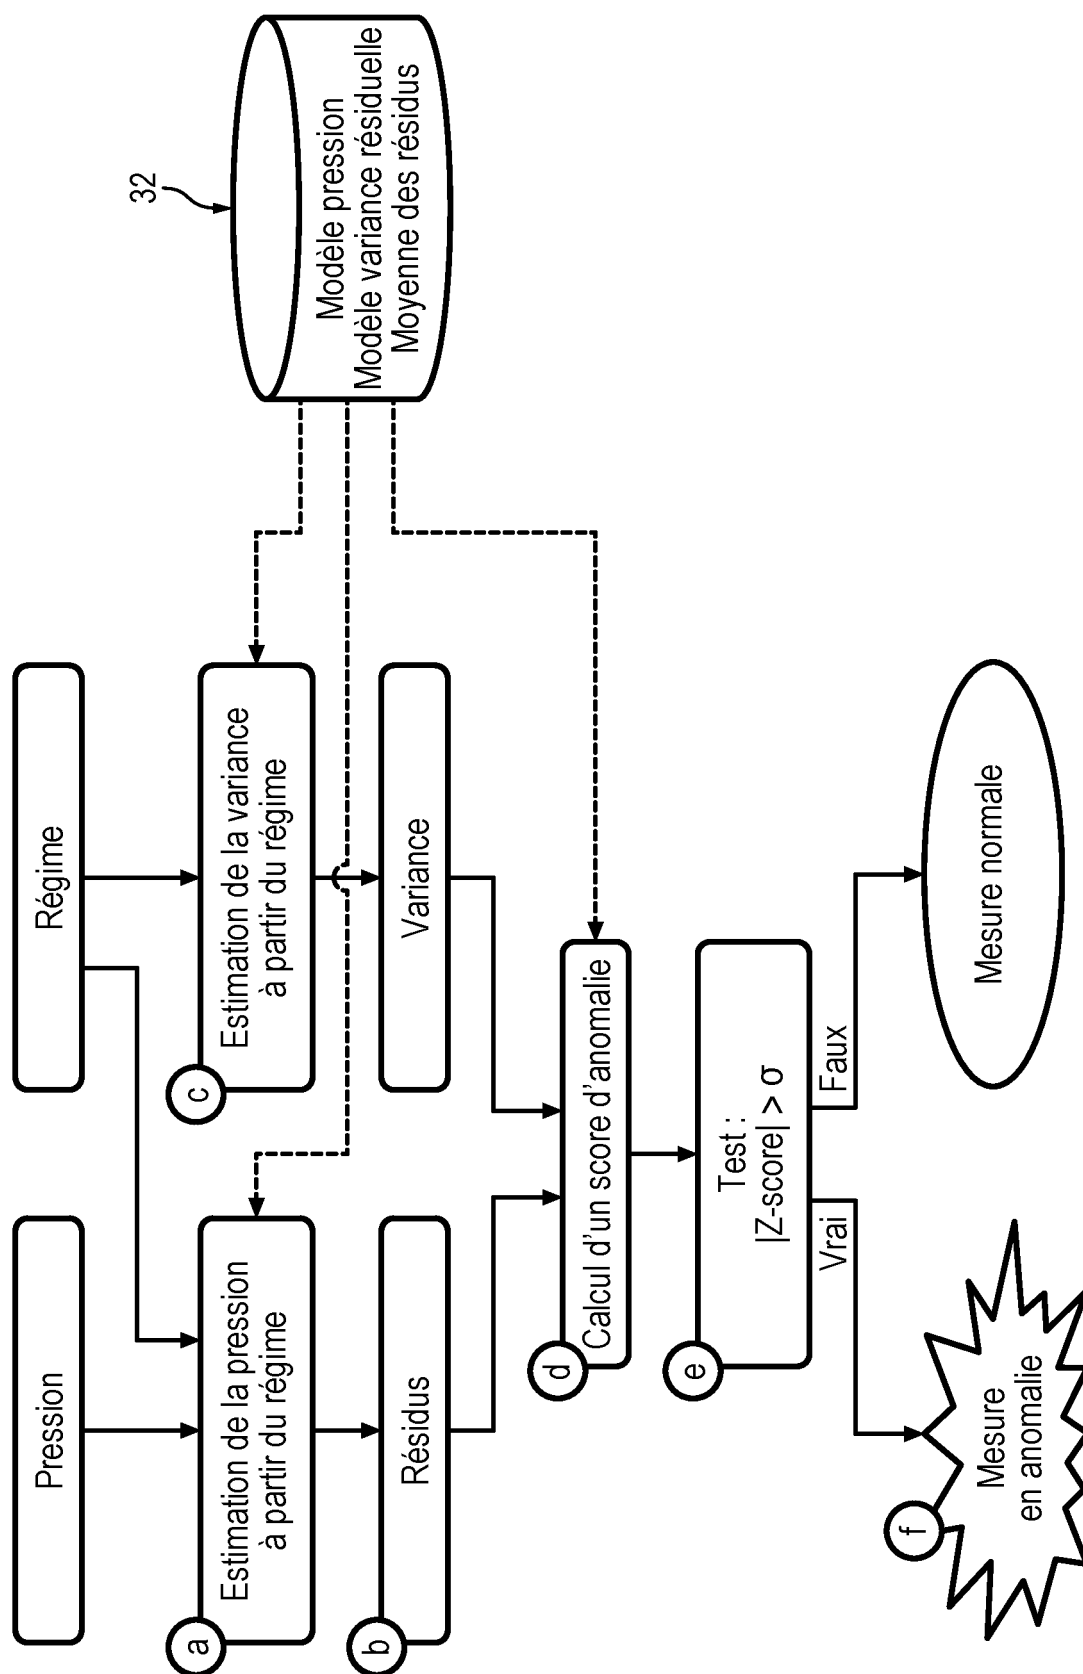 Pression
Régime
32
a
Estimation de la pression
à partir du régime
c
Estimation de la variance
à partir du régime
Modèle pression
Modèle variance résiduelle
Moyenne des résidus
b
Résidus
Variance
d
Calcul d'un score d'anomalie
e
Test :
|Z-score| > σ
Vrai
Faux
f
Mesure
en anomalie
Mesure normale